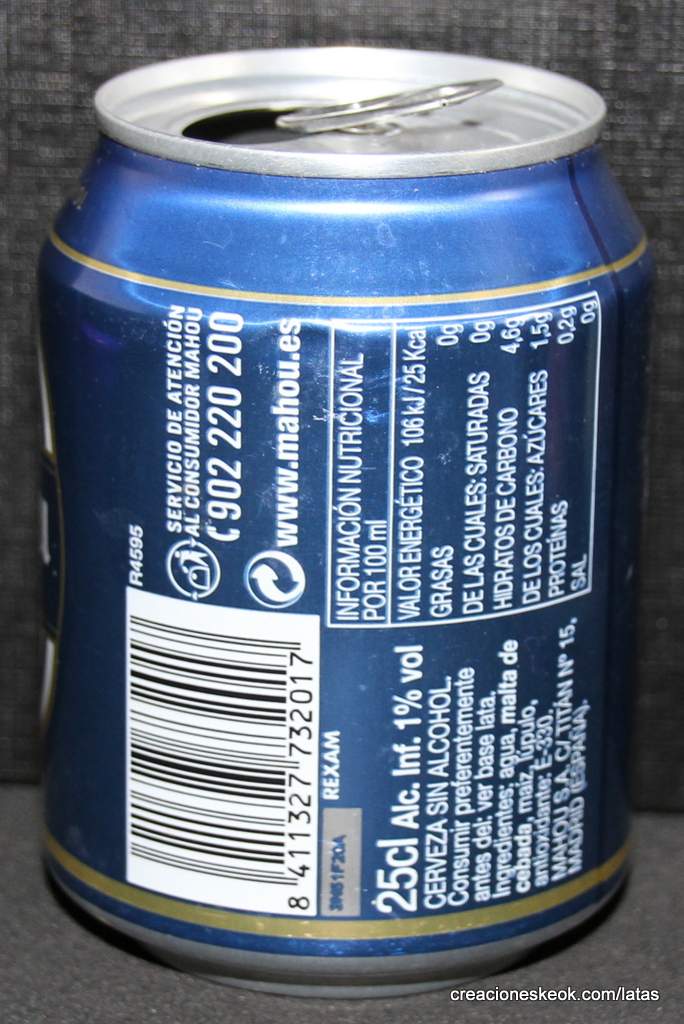 R4595
SERVICIO DE ATENCIÓN
AL CONSUMIDOR MAHOU
902 220 200
www.mahou.es
INFORMACIÓN NUTRICIONAL
POR 100 ml
VALOR ENERGÉTICO 106 kJ / 25 Kcal
GRASAS 0g
DE LAS CUALES: SATURADAS 0g
HIDRATOS DE CARBONO 4,6g
DE LOS CUALES: AZÚCARES 1,5g
PROTEÍNAS 0,2g
SAL 0g
8 411327 732017
REXAM
25cl Alc. Inf. 1% vol
CERVEZA SIN ALCOHOL.
Consumir preferentemente
antes del: ver base lata.
Ingredientes: agua, malta de
cebada, maíz, lúpulo,
antioxidante: E-330.
MAHOU S.A., C/ TITÁN Nº 15,
MADRID (ESPAÑA).
creacioneskeok.com/latas